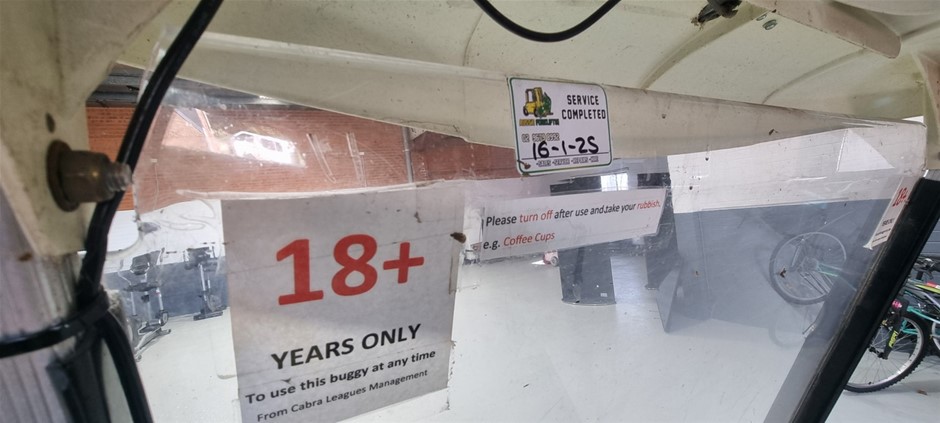 SERVICE
COMPLETED
16-1-25
Please turn off after use and take your rubbish.
e.g. Coffee Cups
18+
YEARS ONLY
To use this buggy at any time
From Cabra Leagues Management
18+